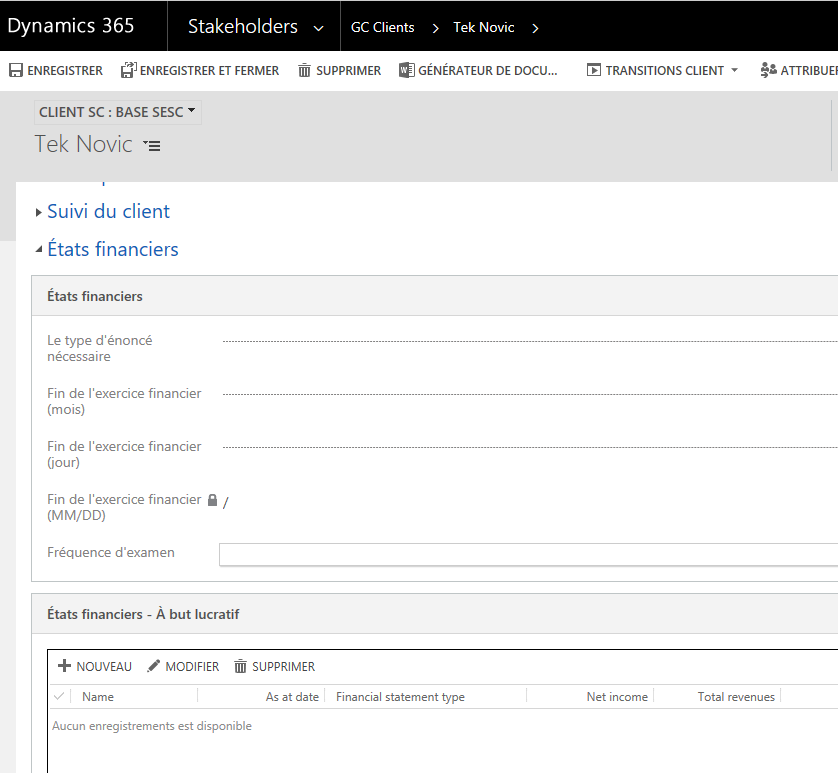 Dynamics 365 Stakeholders GC Clients Tek Novic
ENREGISTRER ENREGISTRER ET FERMER SUPPRIMER GÉNÉRATEUR DE DOCU... TRANSITIONS CLIENT ATTRIBUER
CLIENT SC : BASE SESC
Tek Novic
Suivi du client
États financiers
États financiers
Le type d'énoncé
nécessaire
Fin de l'exercice financier
(mois)
Fin de l'exercice financier
(jour)
Fin de l'exercice financier /
(MM/DD)
Fréquence d'examen
États financiers - À but lucratif
NOUVEAU MODIFIER SUPPRIMER
Name As at date Financial statement type Net income Total revenues
Aucun enregistrements est disponible